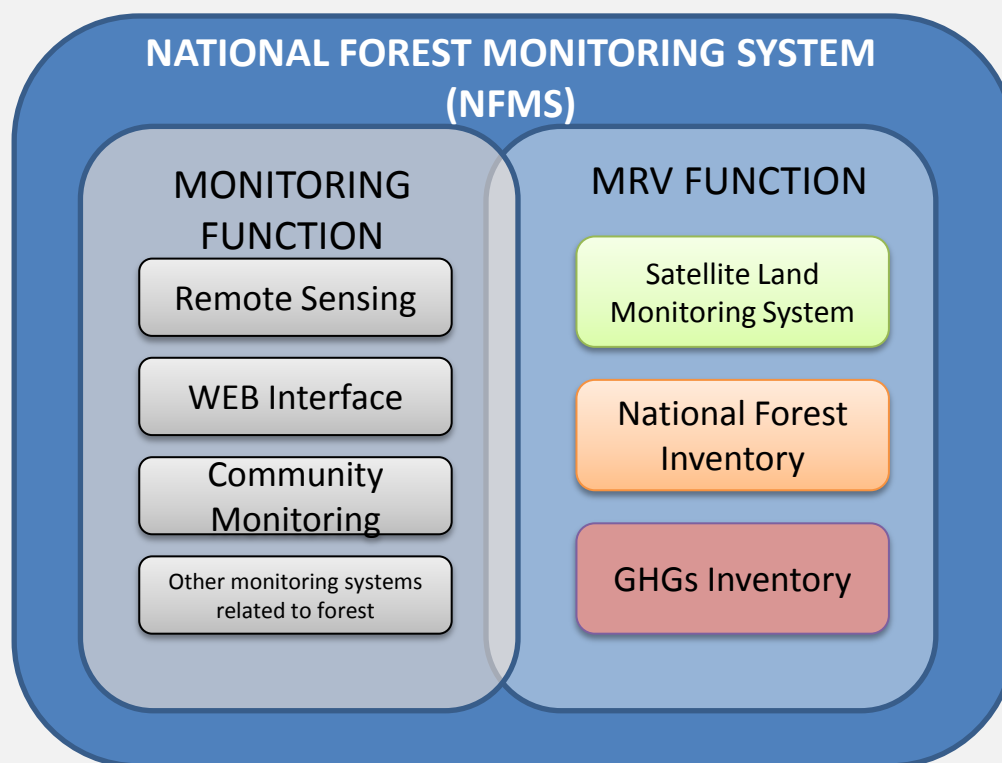 NATIONAL FOREST MONITORING SYSTEM
(NFMS)
MONITORING
FUNCTION
Remote Sensing
WEB Interface
Community
Monitoring
Other monitoring systems
related to forest
MRV FUNCTION
Satellite Land
Monitoring System
National Forest
Inventory
GHGs Inventory